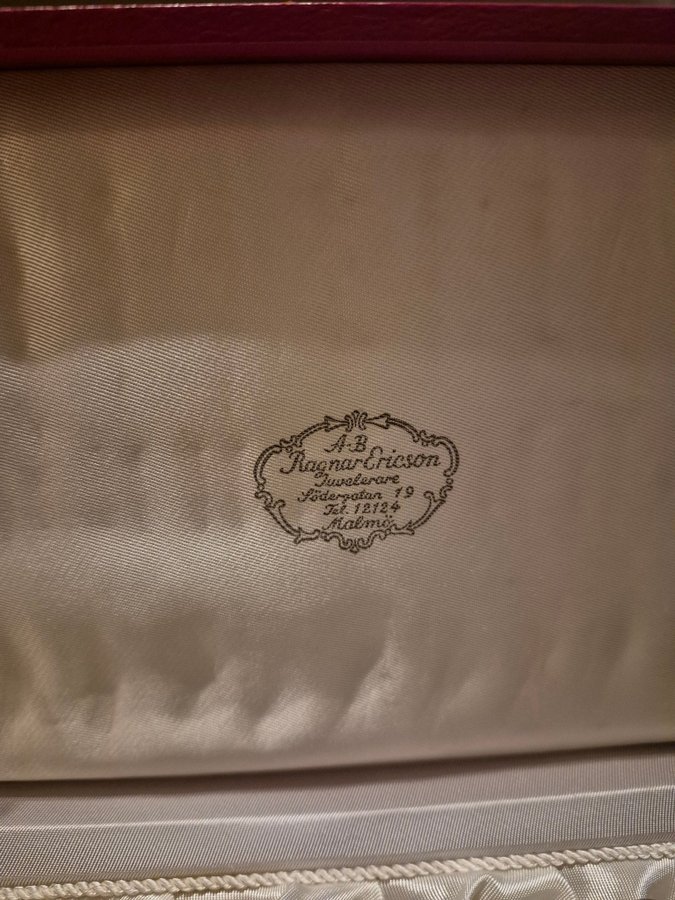 A-B
Ragnar Ericson
Juvelerare
Södergatan 19
Tel. 12124
Malmö